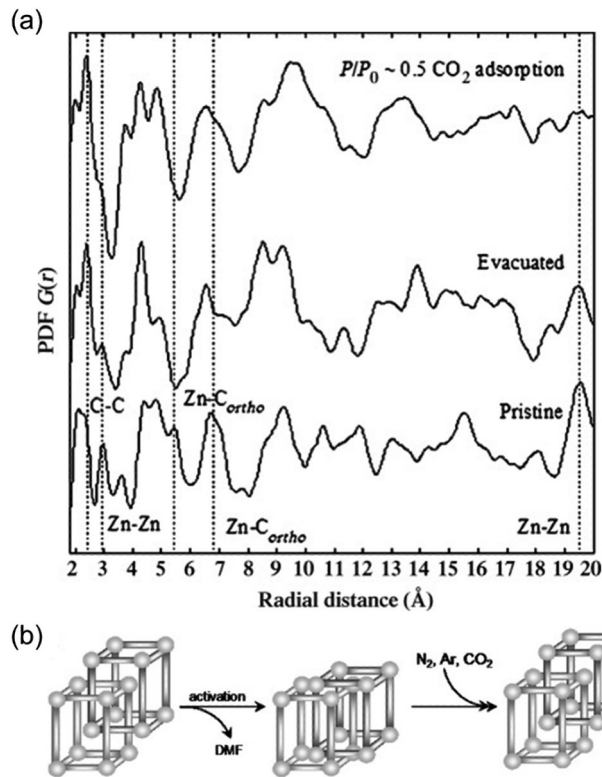 (a)
P/P₀ ~ 0.5 CO₂ adsorption
Evacuated
C-C
Zn-Cortho
Pristine
Zn-Zn
Zn-Cortho
Zn-Zn
PDF G(r)
2 3 4 5 6 7 8 9 10 11 12 13 14 15 16 17 18 19 20
Radial distance (Å)
(b)
N₂, Ar, CO₂
activation
DMF